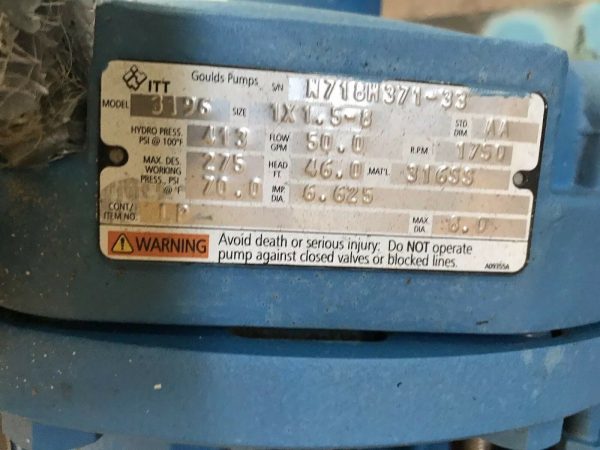 ITT Goulds Pumps S/N N718H371-33
MODEL 3196 SIZE 1X1.5-8 STD DIM. AA
HYDRO PRESS. PSI @ 100°F 413 FLOW GPM 50.0 R.P.M 1750
MAX. DES. WORKING PRESS., PSI @ °F 275 HEAD FT 46.0 MAT'L 316SS
70.0 IMP. DIA. 6.625
CONT./ ITEM NO. MAX. DIA. 8.0
WARNING Avoid death or serious injury: Do NOT operate
pump against closed valves or blocked lines.